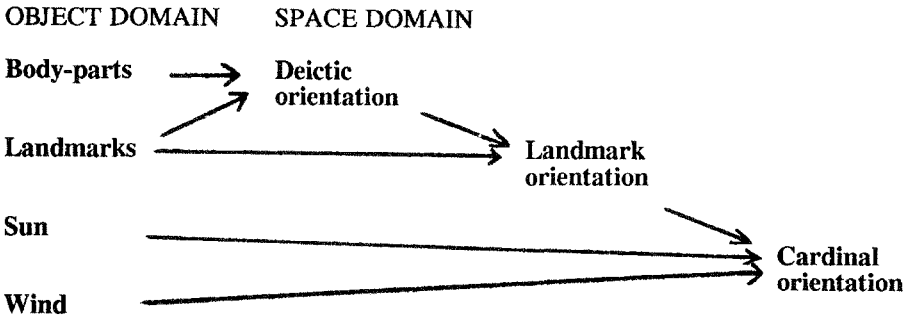 OBJECT DOMAIN SPACE DOMAIN
Body-parts
Deictic
orientation
Landmarks
Landmark
orientation
Sun
Cardinal
orientation
Wind